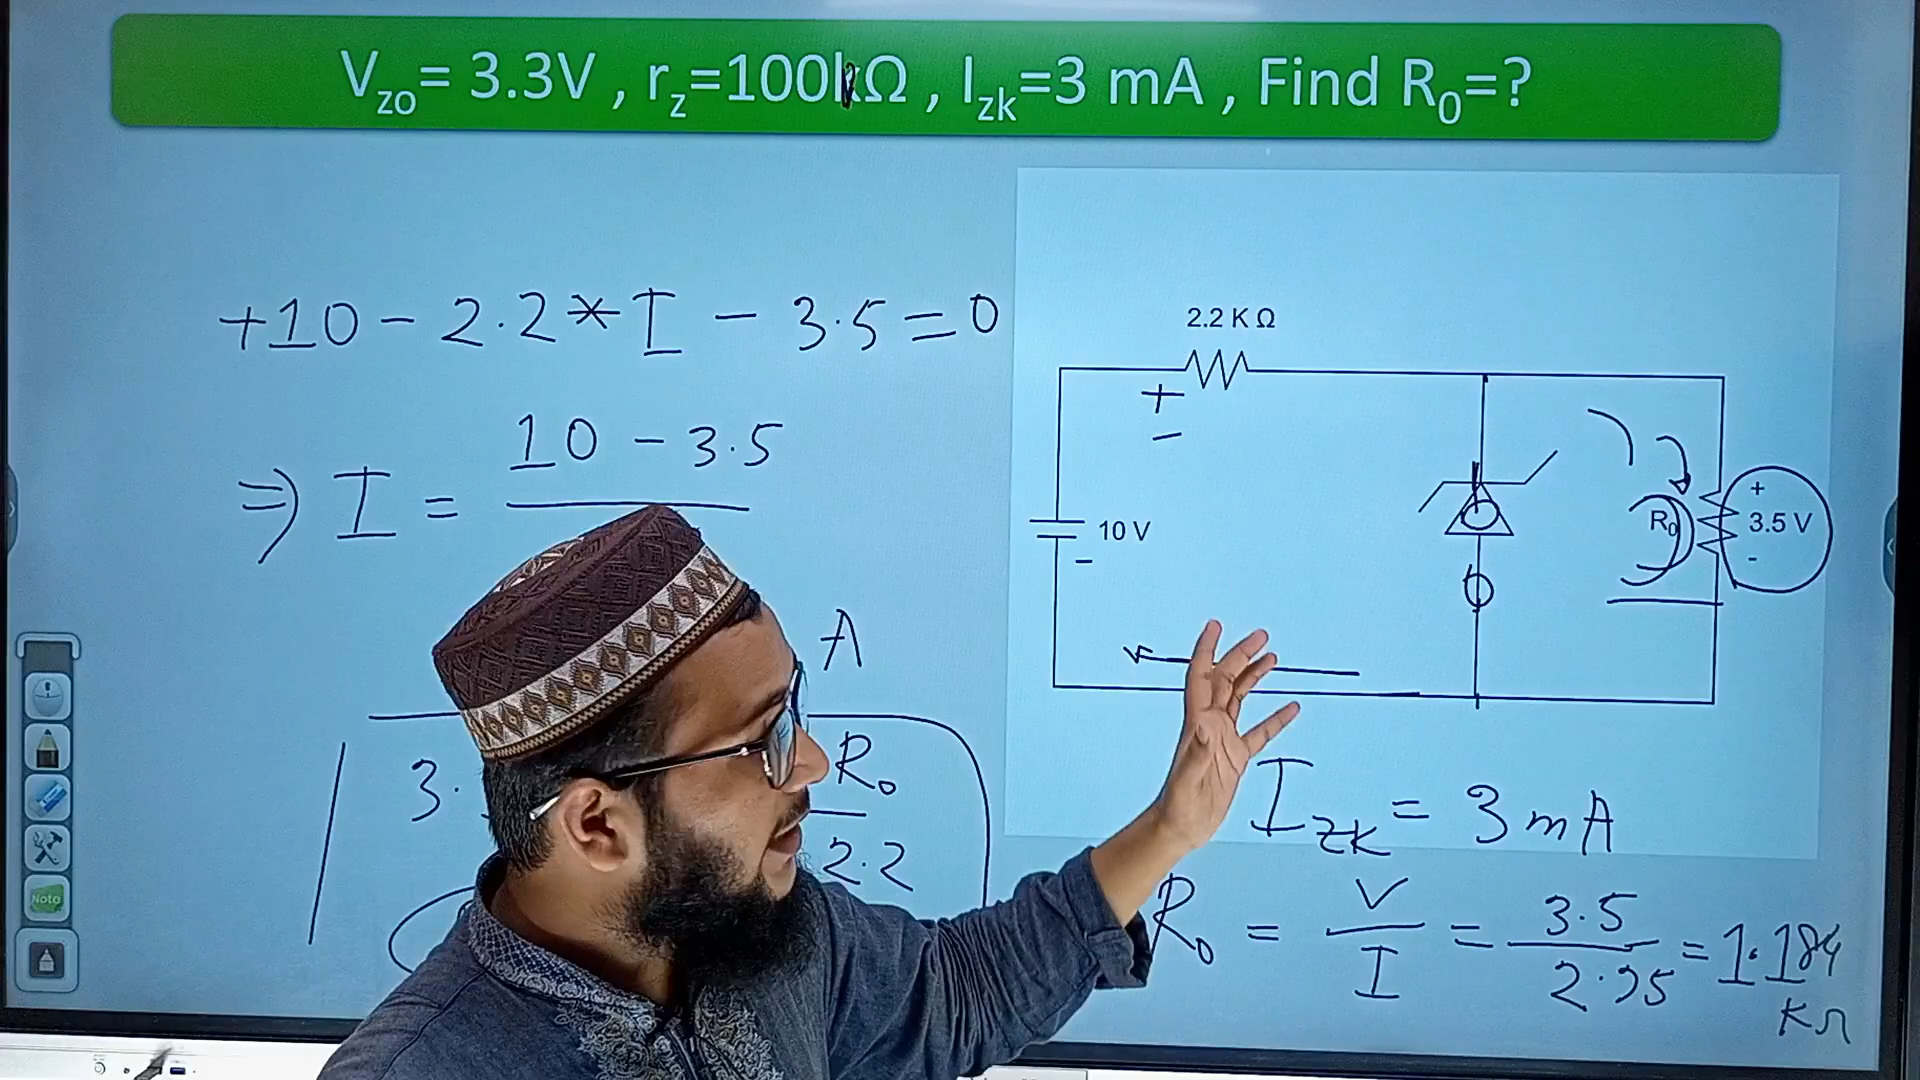 Vzo= 3.3V , rz=100kΩ , Izk=3 mA , Find R0=?
+10 - 2.2 * I - 3.5 = 0
⇒ I = 10 - 3.5
A
3.
R0
2.2
2.2 K Ω
+
-
10 V
-
R0
+
3.5 V
-
IZK = 3 mA
R0 = V/I = 3.5/2.95 = 1.184
KΩ
Note